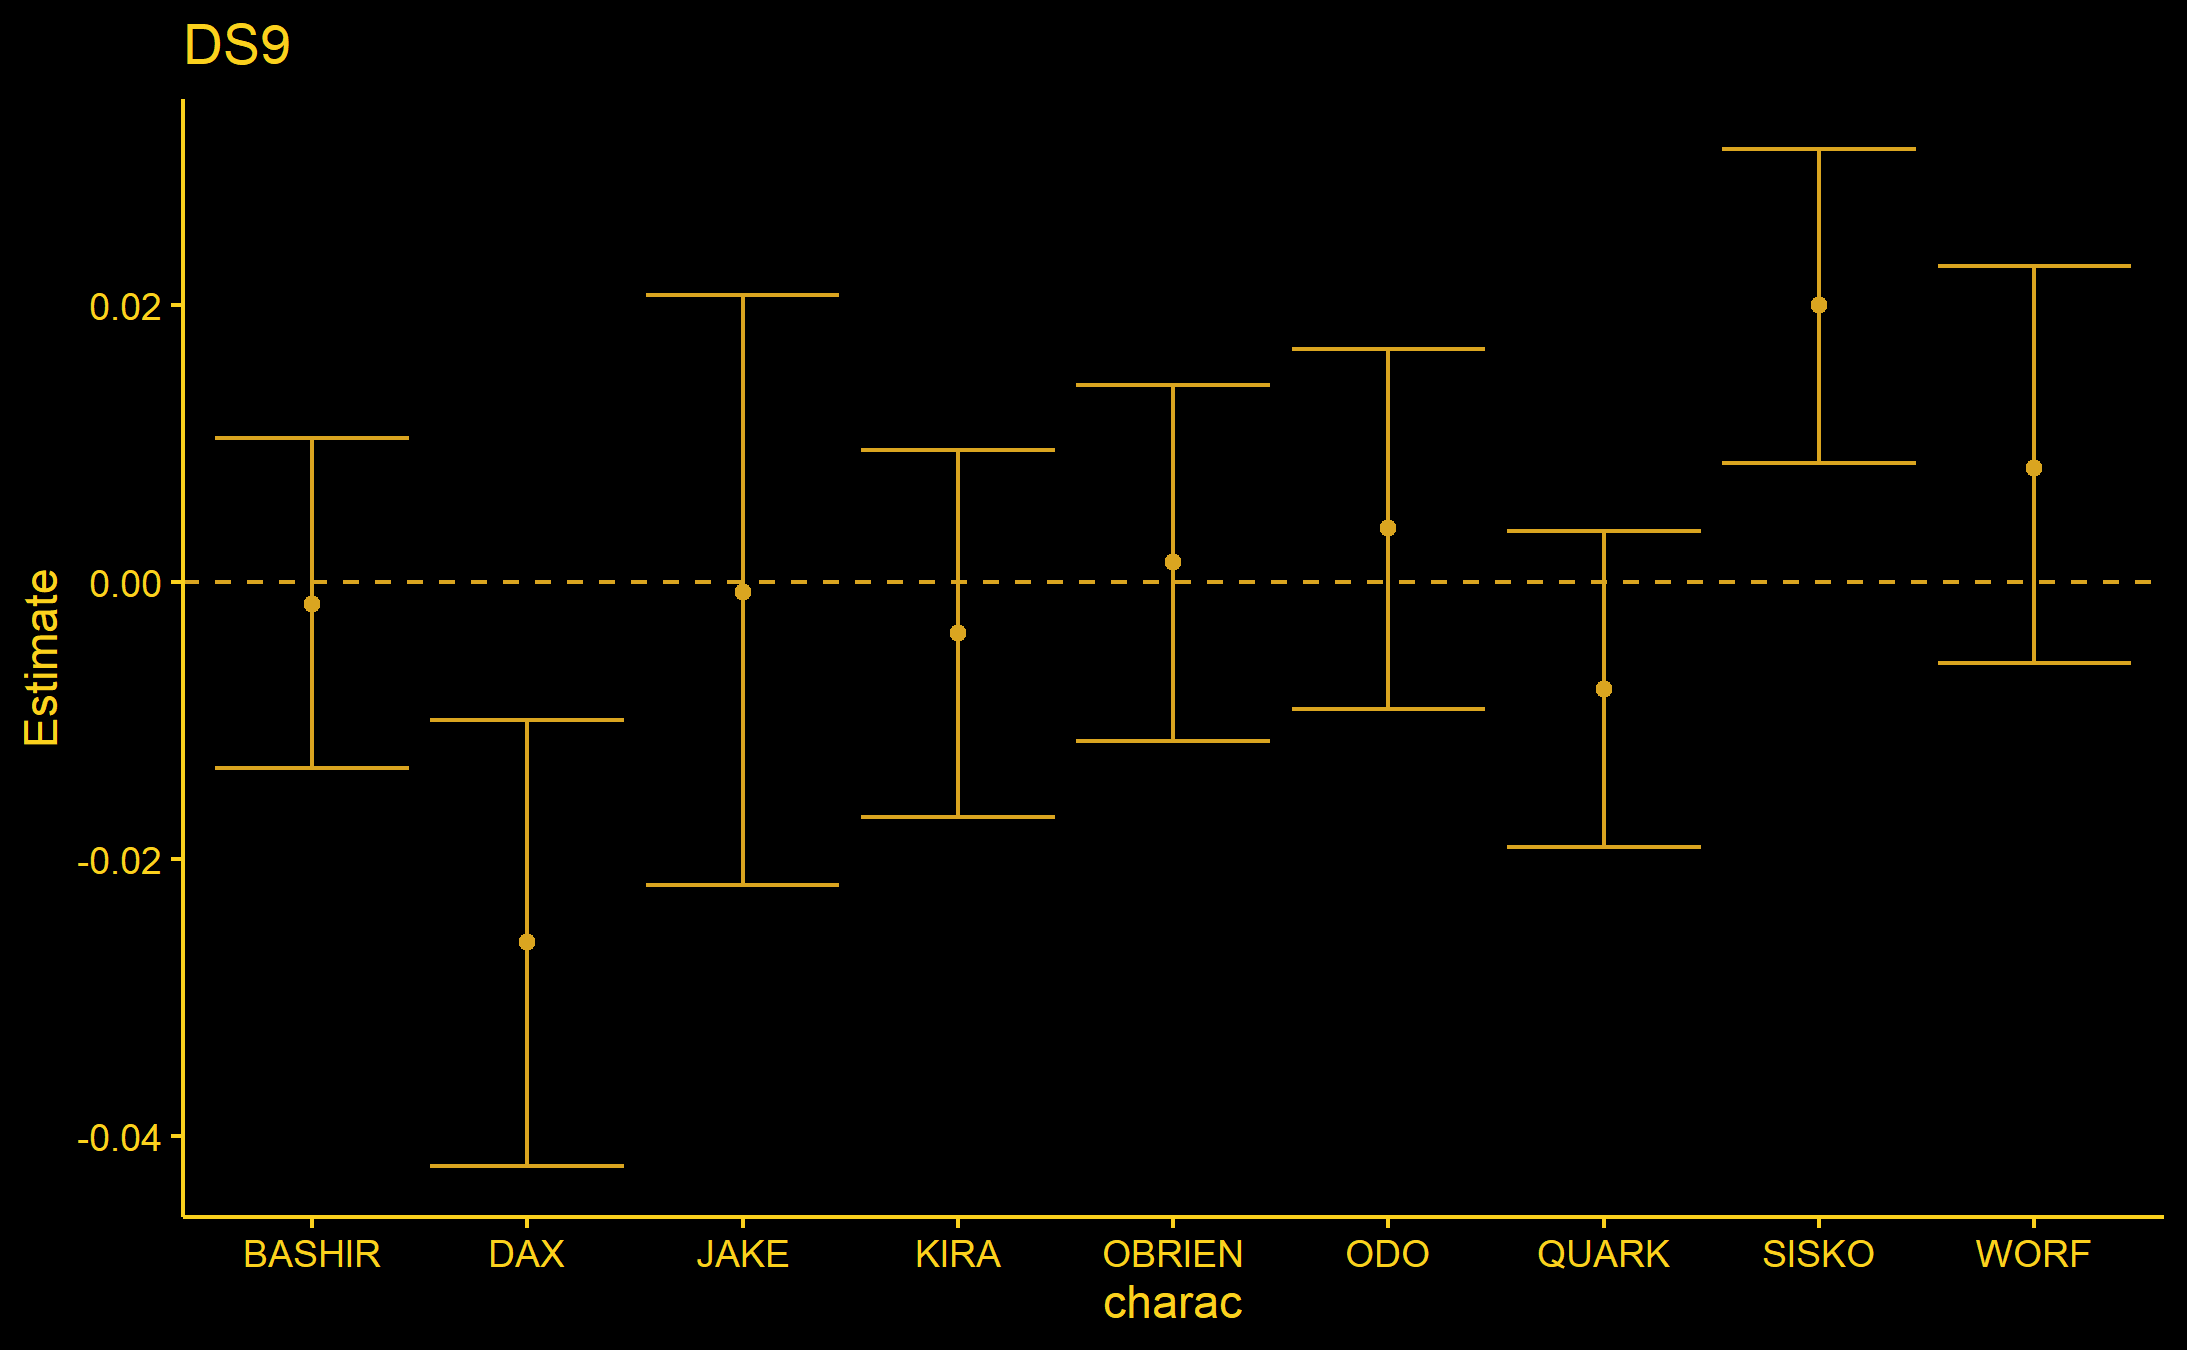 DS9
Estimate
0.02
0.00
-0.02
-0.04
BASHIR DAX JAKE KIRA OBRIEN ODO QUARK SISKO WORF
charac